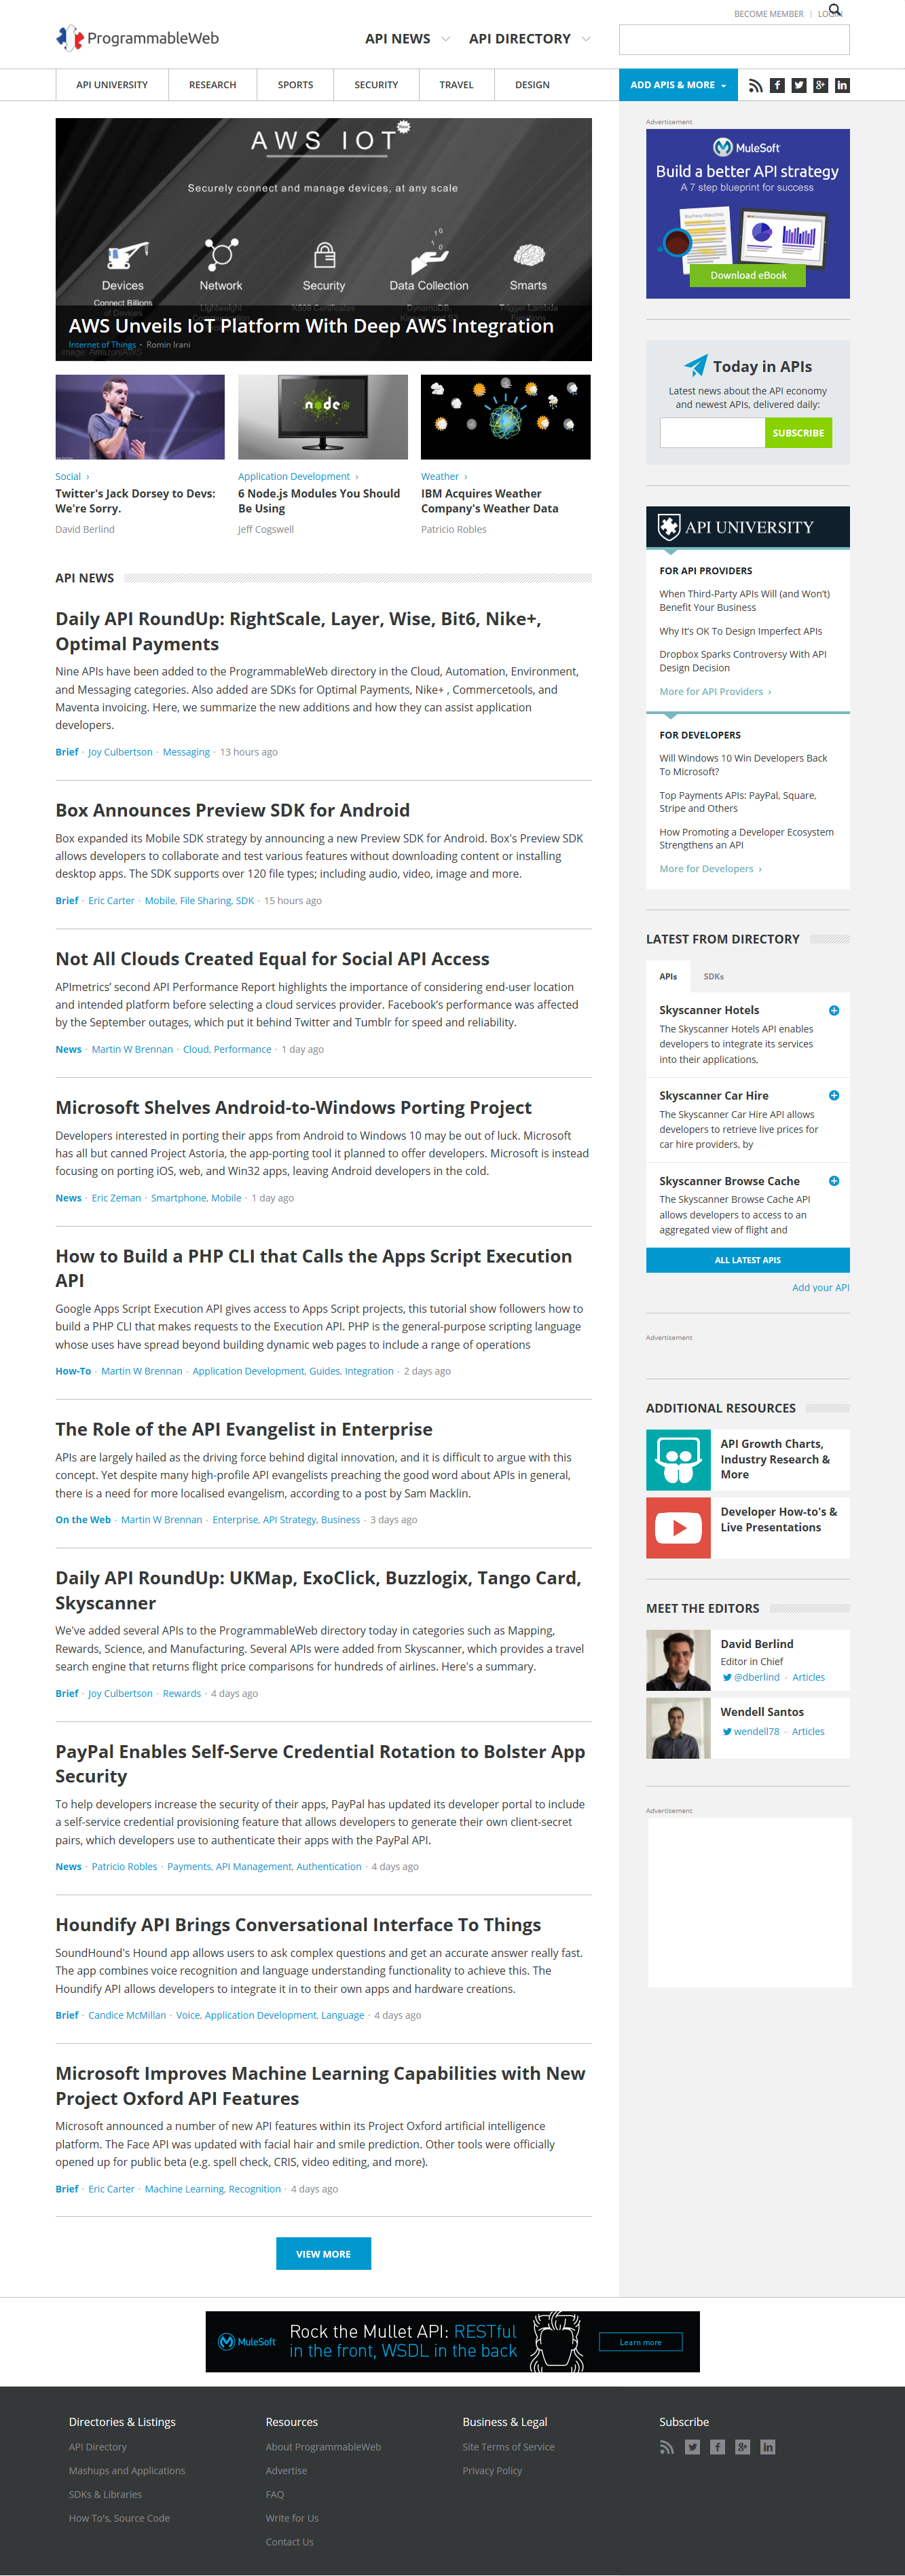 BECOME MEMBER | LOGIN
ProgrammableWeb
API NEWS
API DIRECTORY
API UNIVERSITY
RESEARCH
SPORTS
SECURITY
TRAVEL
DESIGN
ADD APIS & MORE
AWS IOT
Securely connect and manage devices, at any scale
Devices
Network
Security
Data Collection
Smarts
Connect Billions
of Devices
AWS Unveils IoT Platform With Deep AWS Integration
Internet of Things · Romin Irani
Image: Amazon/AWS
node
Social ›
Twitter's Jack Dorsey to Devs:
We're Sorry.
David Berlind
Application Development ›
6 Node.js Modules You Should
Be Using
Jeff Cogswell
Weather ›
IBM Acquires Weather
Company's Weather Data
Patricio Robles
API NEWS
Daily API RoundUp: RightScale, Layer, Wise, Bit6, Nike+,
Optimal Payments
Nine APIs have been added to the ProgrammableWeb directory in the Cloud, Automation, Environment,
and Messaging categories. Also added are SDKs for Optimal Payments, Nike+ , Commercetools, and
Maventa invoicing. Here, we summarize the new additions and how they can assist application
developers.
Brief · Joy Culbertson · Messaging · 13 hours ago
Box Announces Preview SDK for Android
Box expanded its Mobile SDK strategy by announcing a new Preview SDK for Android. Box's Preview SDK
allows developers to collaborate and test various features without downloading content or installing
desktop apps. The SDK supports over 120 file types; including audio, video, image and more.
Brief · Eric Carter · Mobile, File Sharing, SDK · 15 hours ago
Not All Clouds Created Equal for Social API Access
APImetrics’ second API Performance Report highlights the importance of considering end-user location
and intended platform before selecting a cloud services provider. Facebook’s performance was affected
by the September outages, which put it behind Twitter and Tumblr for speed and reliability.
News · Martin W Brennan · Cloud, Performance · 1 day ago
Microsoft Shelves Android-to-Windows Porting Project
Developers interested in porting their apps from Android to Windows 10 may be out of luck. Microsoft
has all but canned Project Astoria, the app-porting tool it planned to offer developers. Microsoft is instead
focusing on porting iOS, web, and Win32 apps, leaving Android developers in the cold.
News · Eric Zeman · Smartphone, Mobile · 1 day ago
How to Build a PHP CLI that Calls the Apps Script Execution
API
Google Apps Script Execution API gives access to Apps Script projects, this tutorial show followers how to
build a PHP CLI that makes requests to the Execution API. PHP is the general-purpose scripting language
whose uses have spread beyond building dynamic web pages to include a range of operations
How-To · Martin W Brennan · Application Development, Guides, Integration · 2 days ago
The Role of the API Evangelist in Enterprise
APIs are largely hailed as the driving force behind digital innovation, and it is difficult to argue with this
concept. Yet despite many high-profile API evangelists preaching the good word about APIs in general,
there is a need for more localised evangelism, according to a post by Sam Macklin.
On the Web · Martin W Brennan · Enterprise, API Strategy, Business · 3 days ago
Daily API RoundUp: UKMap, ExoClick, Buzzlogix, Tango Card,
Skyscanner
We've added several APIs to the ProgrammableWeb directory today in categories such as Mapping,
Rewards, Science, and Manufacturing. Several APIs were added from Skyscanner, which provides a travel
search engine that returns flight price comparisons for hundreds of airlines. Here's a summary.
Brief · Joy Culbertson · Rewards · 4 days ago
PayPal Enables Self-Serve Credential Rotation to Bolster App
Security
To help developers increase the security of their apps, PayPal has updated its developer portal to include
a self-service credential provisioning feature that allows developers to generate their own client-secret
pairs, which developers use to authenticate their apps with the PayPal API.
News · Patricio Robles · Payments, API Management, Authentication · 4 days ago
Houndify API Brings Conversational Interface To Things
SoundHound's Hound app allows users to ask complex questions and get an accurate answer really fast.
The app combines voice recognition and language understanding functionality to achieve this. The
Houndify API allows developers to integrate it in to their own apps and hardware creations.
Brief · Candice McMillan · Voice, Application Development, Language · 4 days ago
Microsoft Improves Machine Learning Capabilities with New
Project Oxford API Features
Microsoft announced a number of new API features within its Project Oxford artificial intelligence
platform. The Face API was updated with facial hair and smile prediction. Other tools were officially
opened up for public beta (e.g. spell check, CRIS, video editing, and more).
Brief · Eric Carter · Machine Learning, Recognition · 4 days ago
VIEW MORE
Advertisement
MuleSoft
Build a better API strategy
A 7 step blueprint for success
Download eBook
Today in APIs
Latest news about the API economy
and newest APIs, delivered daily:
SUBSCRIBE
API UNIVERSITY
FOR API PROVIDERS
When Third-Party APIs Will (and Won’t)
Benefit Your Business
Why It’s OK To Design Imperfect APIs
Dropbox Sparks Controversy With API
Design Decision
More for API Providers ›
FOR DEVELOPERS
Will Windows 10 Win Developers Back
To Microsoft?
Top Payments APIs: PayPal, Square,
Stripe and Others
How Promoting a Developer Ecosystem
Strengthens an API
More for Developers ›
LATEST FROM DIRECTORY
APIs
SDKs
Skyscanner Hotels
The Skyscanner Hotels API enables
developers to integrate its services
into their applications,
Skyscanner Car Hire
The Skyscanner Car Hire API allows
developers to retrieve live prices for
car hire providers, by
Skyscanner Browse Cache
The Skyscanner Browse Cache API
allows developers to access to an
aggregated view of flight and
ALL LATEST APIS
Add your API
Advertisement
ADDITIONAL RESOURCES
API Growth Charts,
Industry Research &
More
Developer How-to's &
Live Presentations
MEET THE EDITORS
David Berlind
Editor in Chief
@dberlind · Articles
Wendell Santos
wendell78 · Articles
Advertisement
MuleSoft
Rock the Mullet API: RESTful
in the front, WSDL in the back
Learn more
Directories & Listings
API Directory
Mashups and Applications
SDKs & Libraries
How To's, Source Code
Resources
About ProgrammableWeb
Advertise
FAQ
Write for Us
Contact Us
Business & Legal
Site Terms of Service
Privacy Policy
Subscribe